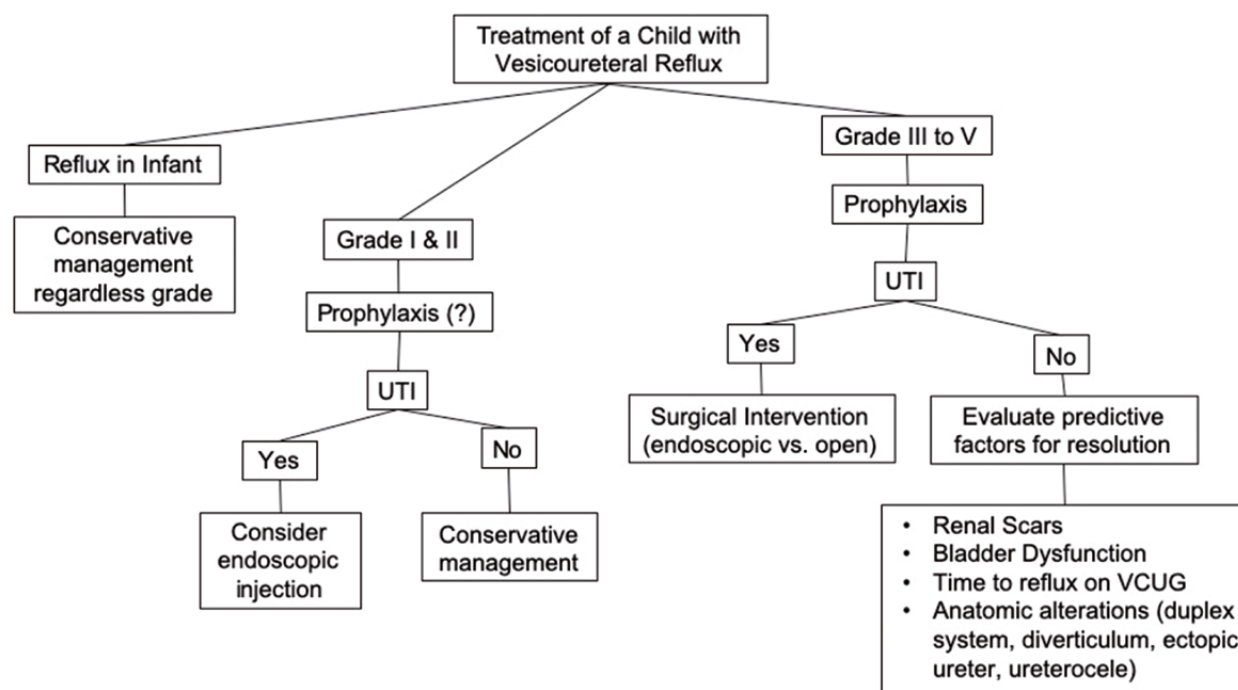 Treatment of a Child with
Vesicoureteral Reflux
Reflux in Infant
Conservative
management
regardless grade
Grade I & II
Prophylaxis (?)
UTI
Yes
Consider
endoscopic
injection
No
Conservative
management
Grade III to V
Prophylaxis
UTI
Yes
Surgical Intervention
(endoscopic vs. open)
No
Evaluate predictive
factors for resolution
• Renal Scars
• Bladder Dysfunction
• Time to reflux on VCUG
• Anatomic alterations (duplex
system, diverticulum, ectopic
ureter, ureterocele)